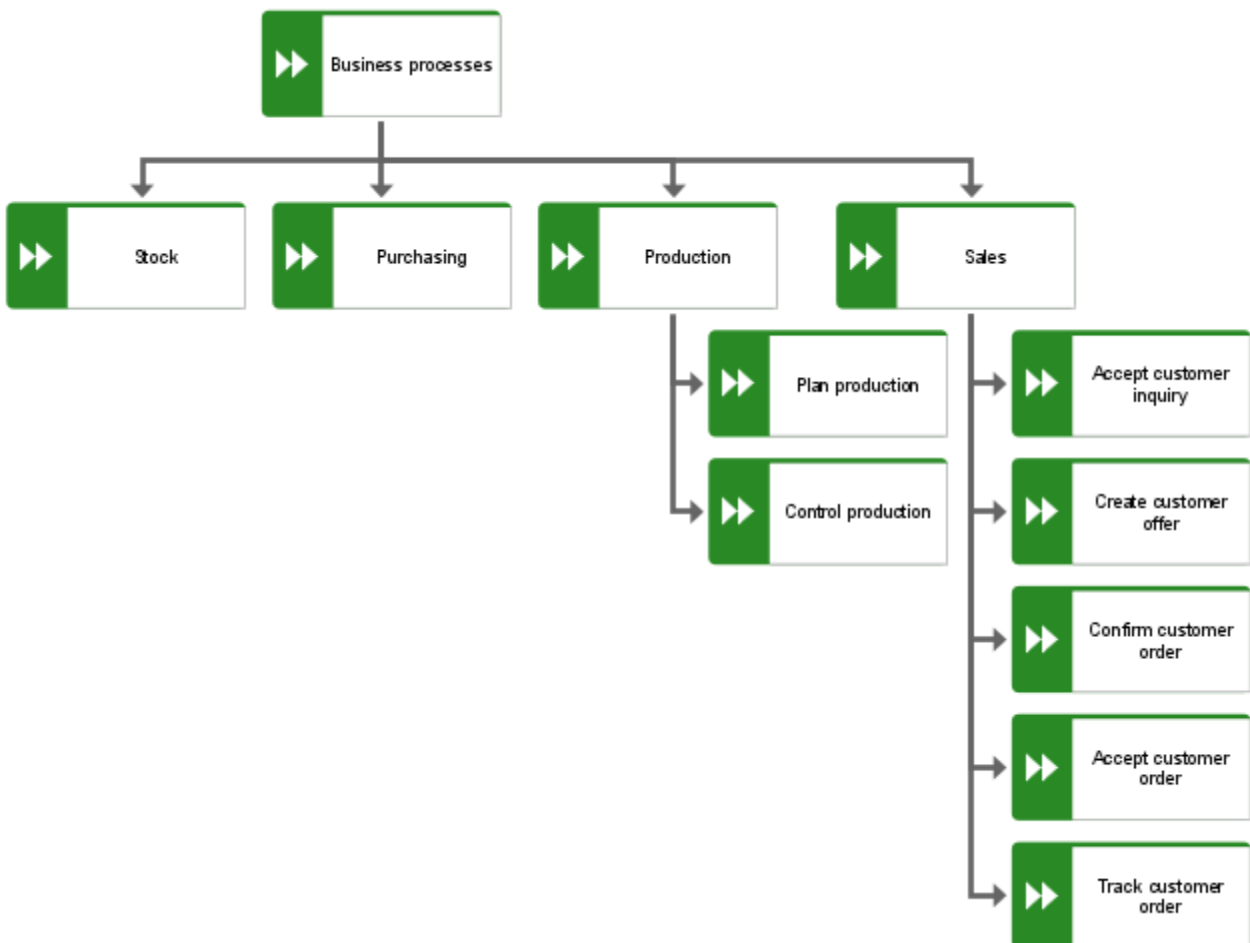 Business processes
Stock
Purchasing
Production
Sales
Plan production
Accept customer
inquiry
Control production
Create customer
offer
Confirm customer
order
Accept customer
order
Track customer
order